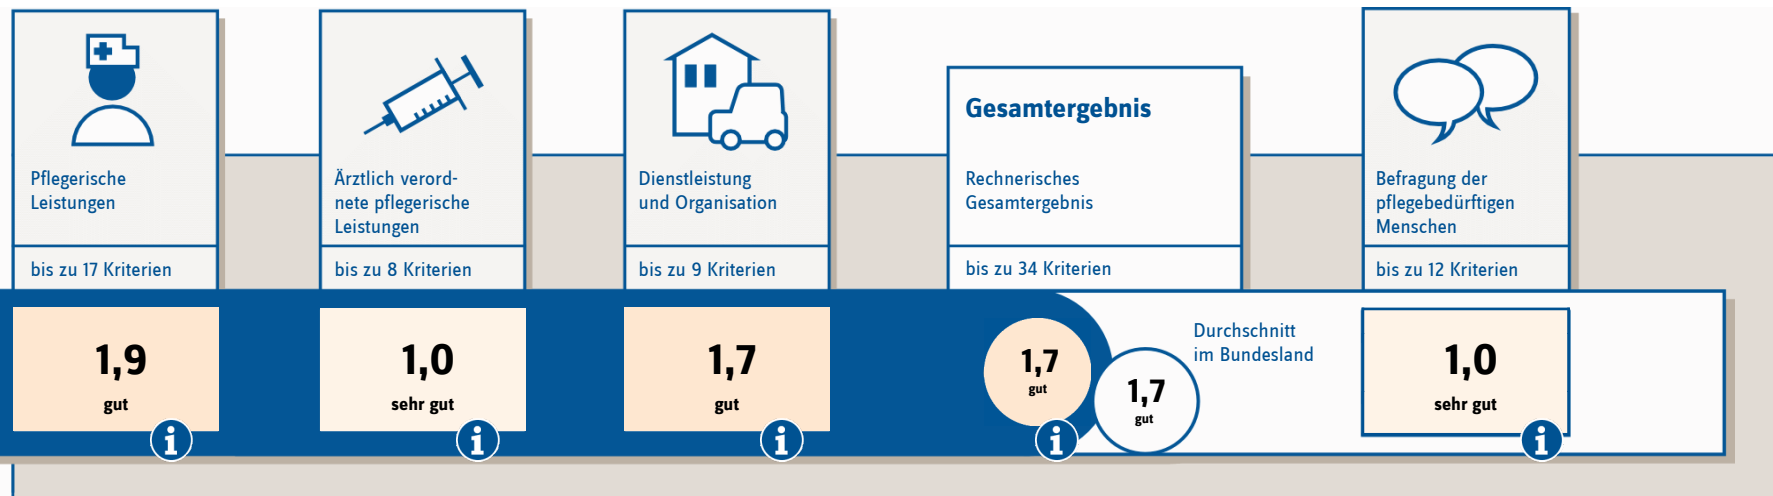 Pflegerische
Leistungen
bis zu 17 Kriterien
1,9
gut
i
Ärztlich verord-
nete pflegerische
Leistungen
bis zu 8 Kriterien
1,0
sehr gut
i
Dienstleistung
und Organisation
bis zu 9 Kriterien
1,7
gut
i
Gesamtergebnis
Rechnerisches
Gesamtergebnis
bis zu 34 Kriterien
1,7
gut
i
Durchschnitt
im Bundesland
1,7
gut
Befragung der
pflegebedürftigen
Menschen
bis zu 12 Kriterien
1,0
sehr gut
i